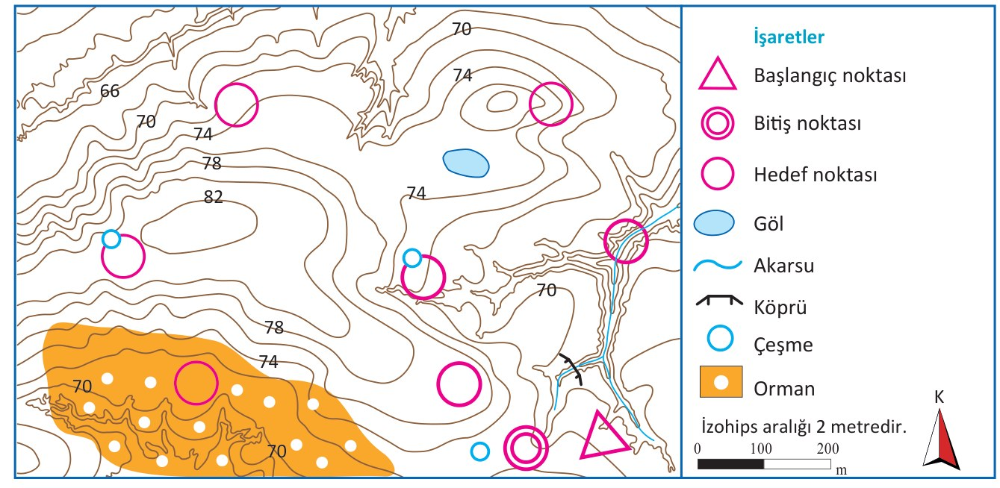 70
74
66
70
74
78
82
74
70
78
74
70
70
İşaretler
Başlangıç noktası
Bitiş noktası
Hedef noktası
Göl
Akarsu
Köprü
Çeşme
Orman
K
İzohips aralığı 2 metredir.
0 100 200
m